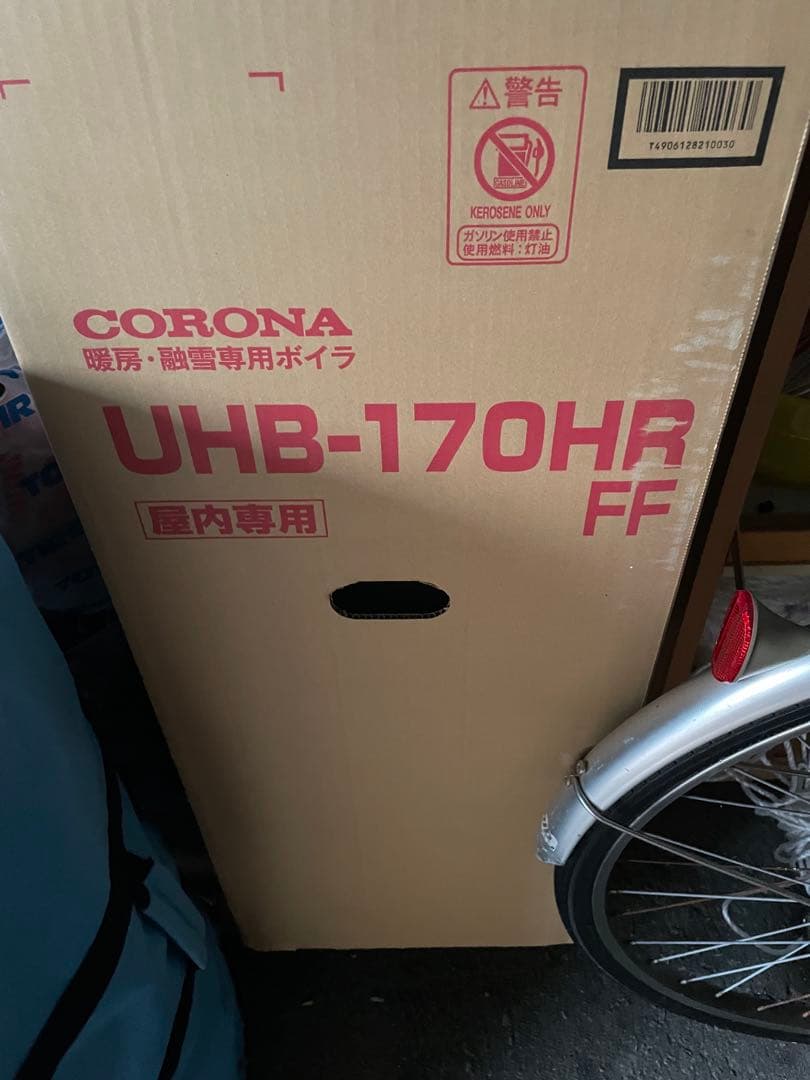 警告
GASOLINE
KEROSENE ONLY
ガソリン使用禁止
使用燃料:灯油
T4906128210030
CORONA
暖房・融雪専用ボイラ
UHB-170HR
FF
屋内専用